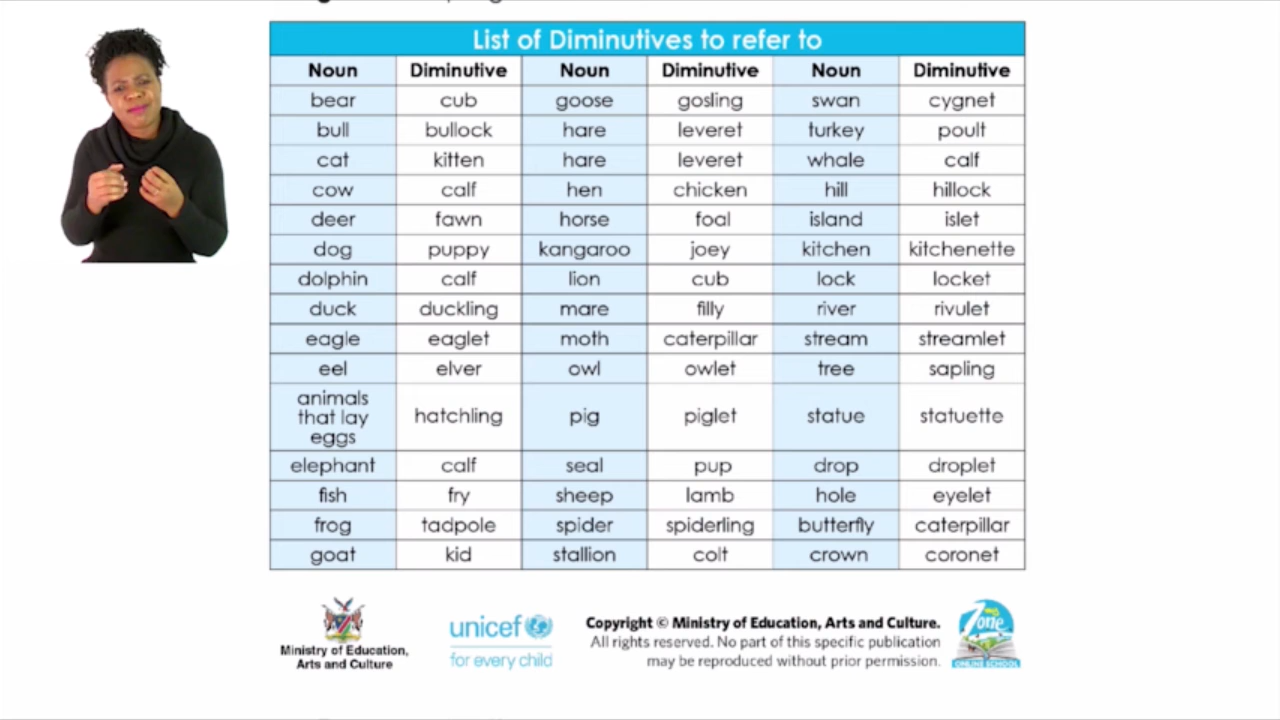 List of Diminutives to refer to
Noun Diminutive Noun Diminutive Noun Diminutive
bear cub goose gosling swan cygnet
bull bullock hare leveret turkey poult
cat kitten hare leveret whale calf
cow calf hen chicken hill hillock
deer fawn horse foal island islet
dog puppy kangaroo joey kitchen kitchenette
dolphin calf lion cub lock locket
duck duckling mare filly river rivulet
eagle eaglet moth caterpillar stream streamlet
eel elver owl owlet tree sapling
animals
that lay
eggs
hatchling pig piglet statue statuette
elephant calf seal pup drop droplet
fish fry sheep lamb hole eyelet
frog tadpole spider spiderling butterfly caterpillar
goat kid stallion colt crown coronet
Ministry of Education,
Arts and Culture
unicef
for every child
Copyright © Ministry of Education, Arts and Culture.
All rights reserved. No part of this specific publication
may be reproduced without prior permission.
Zone
ONLINE SCHOOL